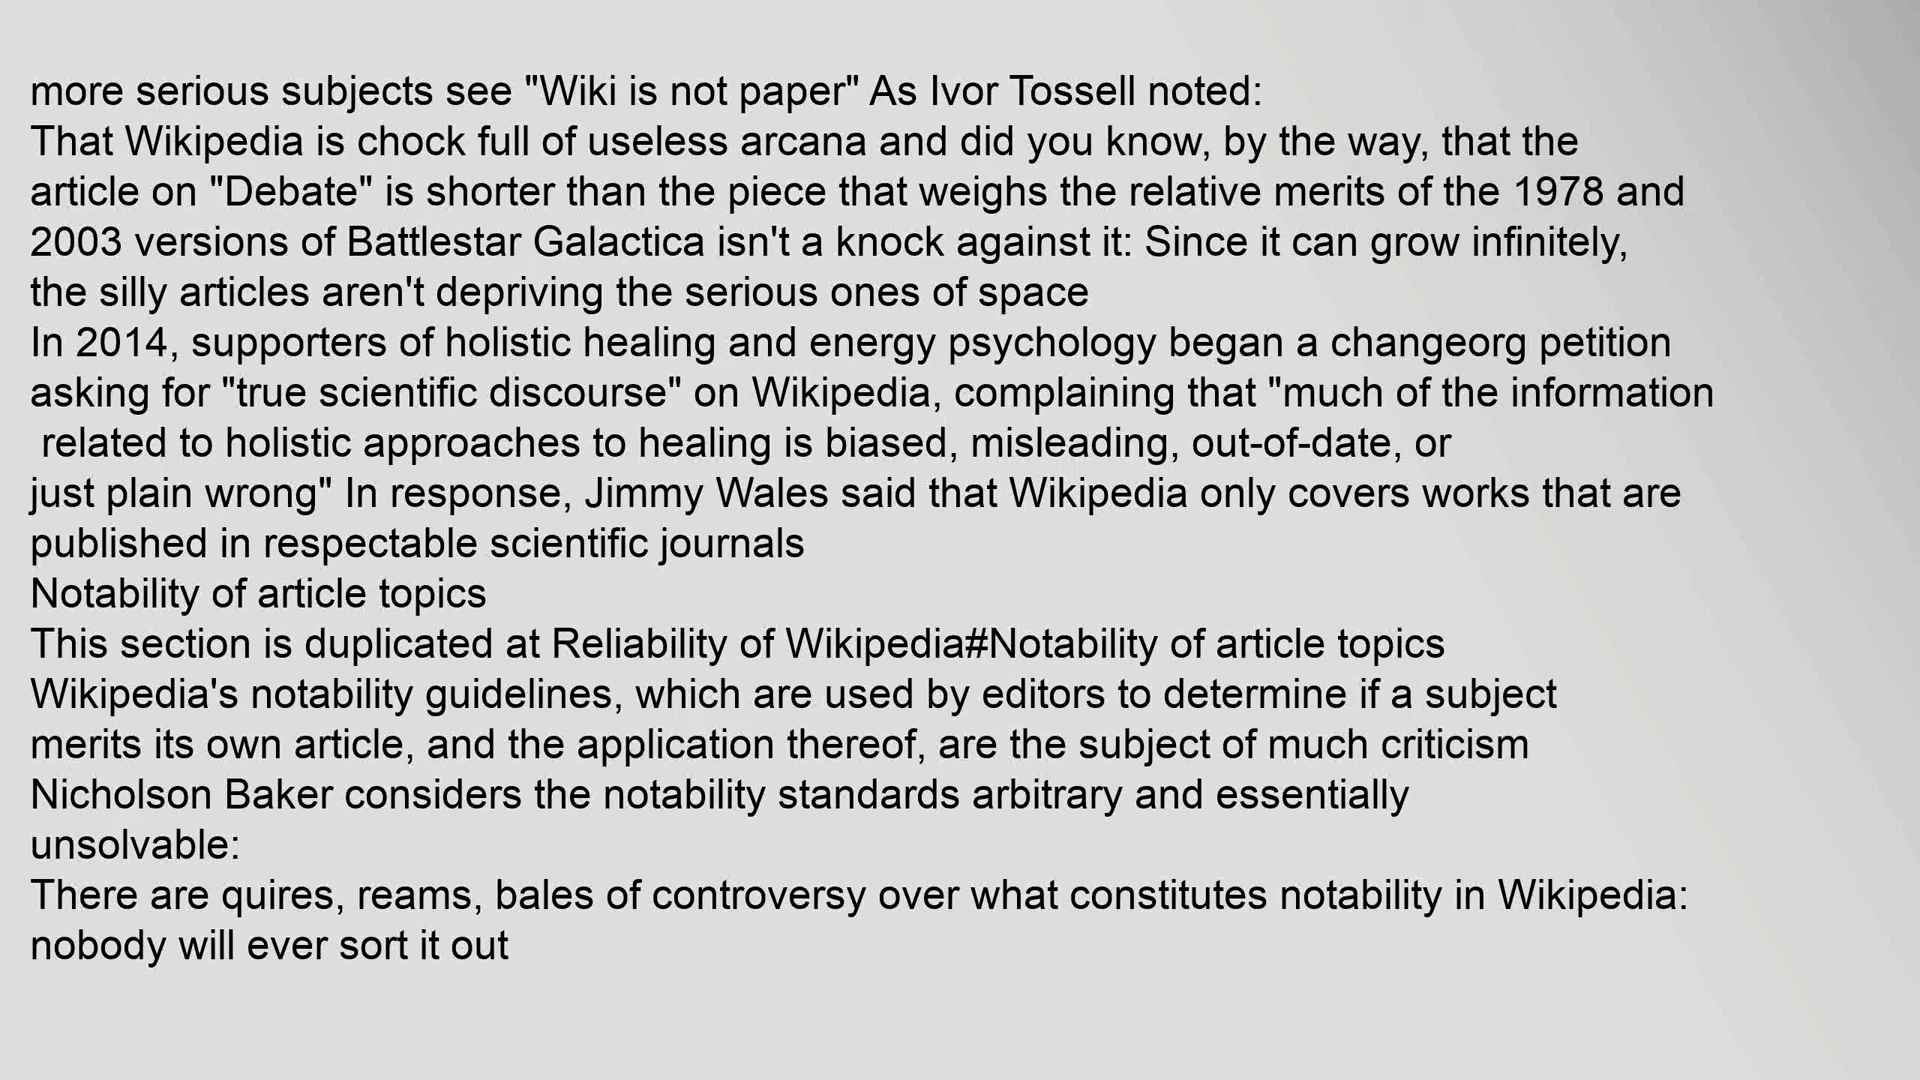 more serious subjects see "Wiki is not paper" As Ivor Tossell noted:
That Wikipedia is chock full of useless arcana and did you know, by the way, that the
article on "Debate" is shorter than the piece that weighs the relative merits of the 1978 and
2003 versions of Battlestar Galactica isn't a knock against it: Since it can grow infinitely,
the silly articles aren't depriving the serious ones of space
In 2014, supporters of holistic healing and energy psychology began a changeorg petition
asking for "true scientific discourse" on Wikipedia, complaining that "much of the information
related to holistic approaches to healing is biased, misleading, out-of-date, or
just plain wrong" In response, Jimmy Wales said that Wikipedia only covers works that are
published in respectable scientific journals
Notability of article topics
This section is duplicated at Reliability of Wikipedia#Notability of article topics
Wikipedia's notability guidelines, which are used by editors to determine if a subject
merits its own article, and the application thereof, are the subject of much criticism
Nicholson Baker considers the notability standards arbitrary and essentially
unsolvable:
There are quires, reams, bales of controversy over what constitutes notability in Wikipedia:
nobody will ever sort it out